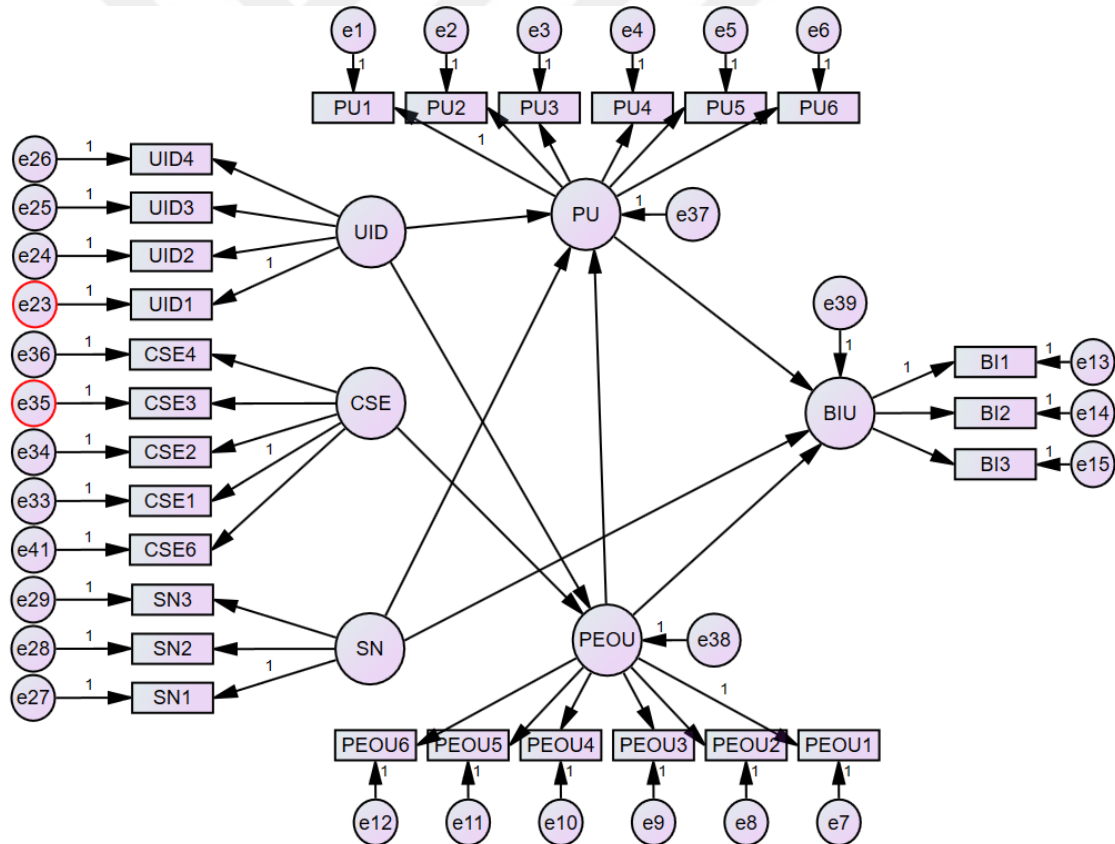 e1 e2 e3 e4 e5 e6
1 1 1 1 1 1
PU1 PU2 PU3 PU4 PU5 PU6
1
e26 1 UID4
e25 1 UID3
e24 1 UID2
e23 1 UID1
1
UID
PU 1 e37
e36 1 CSE4
e35 1 CSE3
e34 1 CSE2
e33 1 CSE1
e41 1 CSE6
1
CSE
e39
1
BIU
1 BI1 1 e13
BI2 1 e14
BI3 1 e15
e29 1 SN3
e28 1 SN2
e27 1 SN1
1
SN
PEOU 1 e38
1
PEOU6 PEOU5 PEOU4 PEOU3 PEOU2 PEOU1
1 1 1 1 1 1
e12 e11 e10 e9 e8 e7